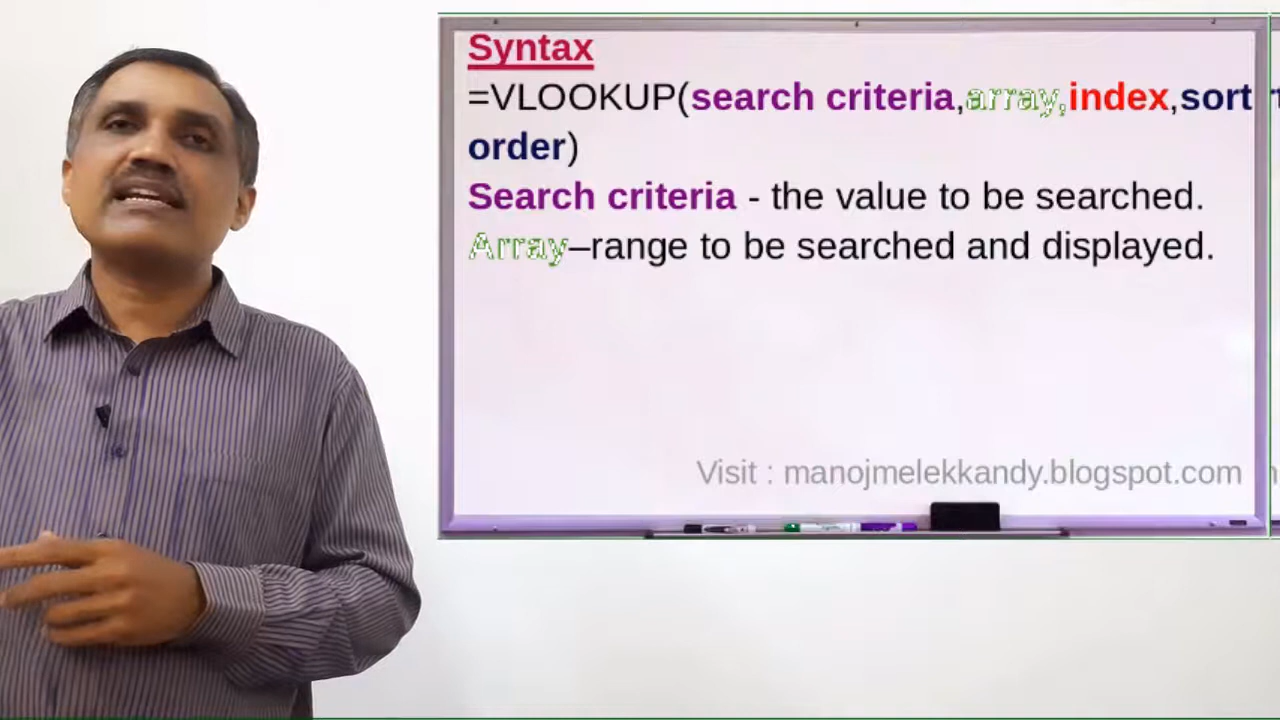 Syntax
=VLOOKUP(search criteria,array,index,sort
order)
Search criteria - the value to be searched.
Array–range to be searched and displayed.
Visit : manojmelekkandy.blogspot.com